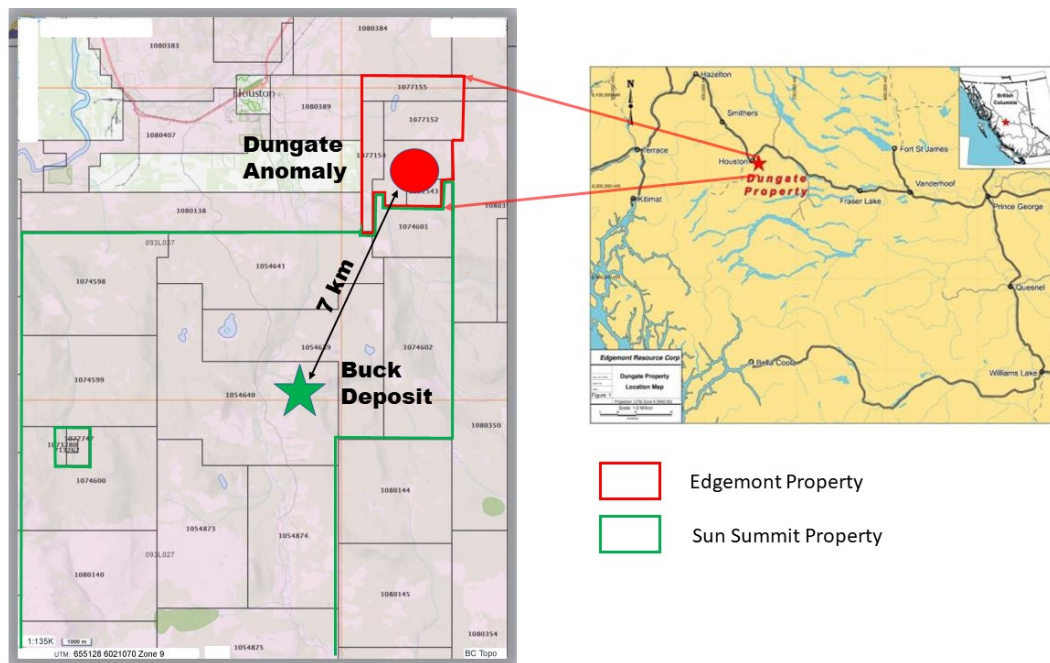 1080383
1080384
Houston
1077155
1080389
1077152
1080407
Dungate
Anomaly
1077154
1080138
1074601
093L037
1054641
1074598
7 km
1074602
Buck
Deposit
1074599
1054640
1080350
1074600
1080144
1054873
1054874
093L027
1080140
1080145
1080354
1054875
1:135K
1000 m
UTM: 655128 6021070 Zone 9
BC Topo
Hazelton
N
British
Columbia
Smithers
Terrace
Houston
Fort St James
Dungate
Property
Kitimat
Fraser Lake
Vanderhoof
Prince George
Quesnel
Bella Coola
Williams Lake
Edgemont Resource Corp
Dungate Property
Location Map
Figure: 1
Edgemont Property
Sun Summit Property